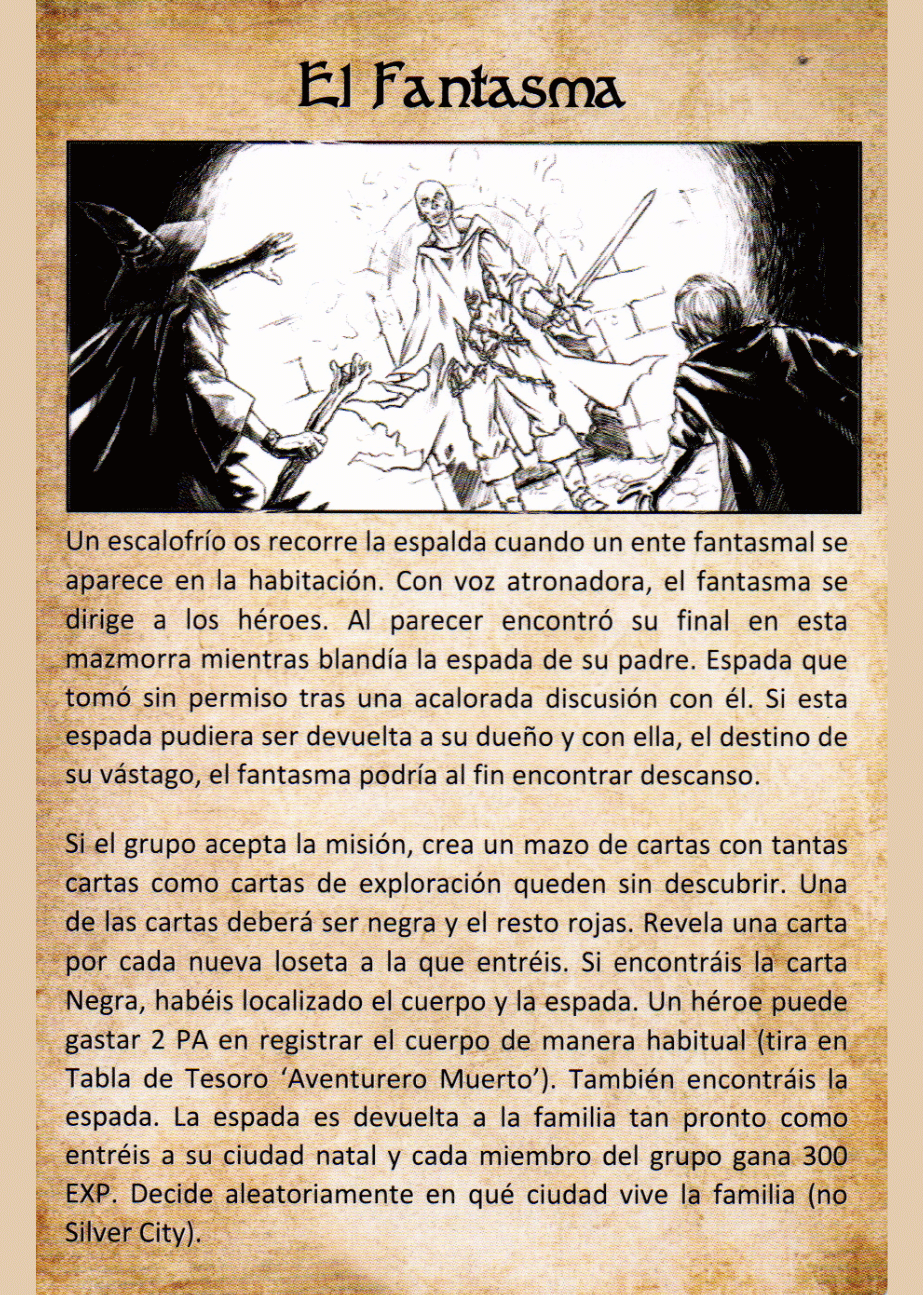 El Fantasma
Un escalofrío os recorre la espalda cuando un ente fantasmal se
aparece en la habitación. Con voz atronadora, el fantasma se
dirige a los héroes. Al parecer encontró su final en esta
mazmorra mientras blandía la espada de su padre. Espada que
tomó sin permiso tras una acalorada discusión con él. Si esta
espada pudiera ser devuelta a su dueño y con ella, el destino de
su vástago, el fantasma podría al fin encontrar descanso.
Si el grupo acepta la misión, crea un mazo de cartas con tantas
cartas como cartas de exploración queden sin descubrir. Una
de las cartas deberá ser negra y el resto rojas. Revela una carta
por cada nueva loseta a la que entréis. Si encontráis la carta
Negra, habéis localizado el cuerpo y la espada. Un héroe puede
gastar 2 PA en registrar el cuerpo de manera habitual (tira en
Tabla de Tesoro ‘Aventurero Muerto’). También encontráis la
espada. La espada es devuelta a la familia tan pronto como
entréis a su ciudad natal y cada miembro del grupo gana 300
EXP. Decide aleatoriamente en qué ciudad vive la familia (no
Silver City).